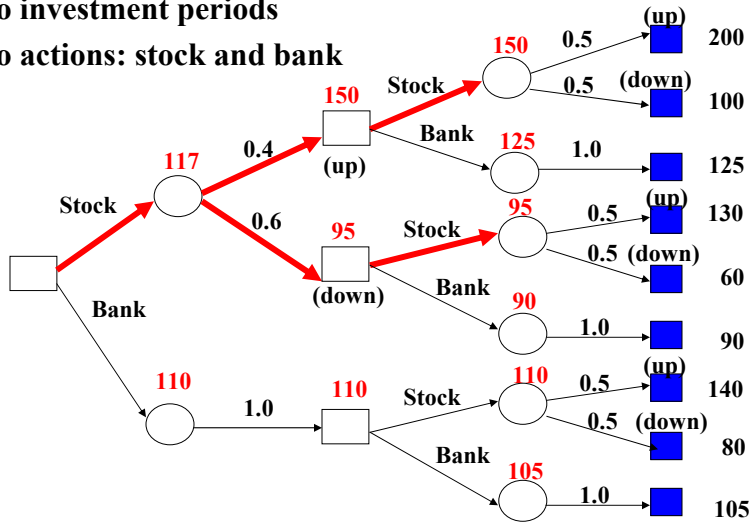 o investment periods
o actions: stock and bank
(up)
200
150
0.5
Stock
0.5
(down)
100
150
Bank
125
1.0
125
0.4
(up)
117
Stock
0.6
95
Stock
95
0.5
(up)
130
0.5
(down)
60
(down)
Bank
90
1.0
90
Bank
110
1.0
110
Stock
110
0.5
(up)
140
0.5
(down)
80
Bank
105
1.0
105